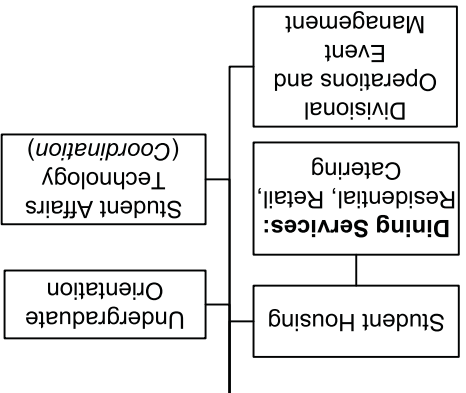 Student Housing
Undergraduate
Orientation
Dining Services:
Residential, Retail,
Catering
Student Affairs
Technology
(Coordination)
Divisional
Operations and
Event
Management